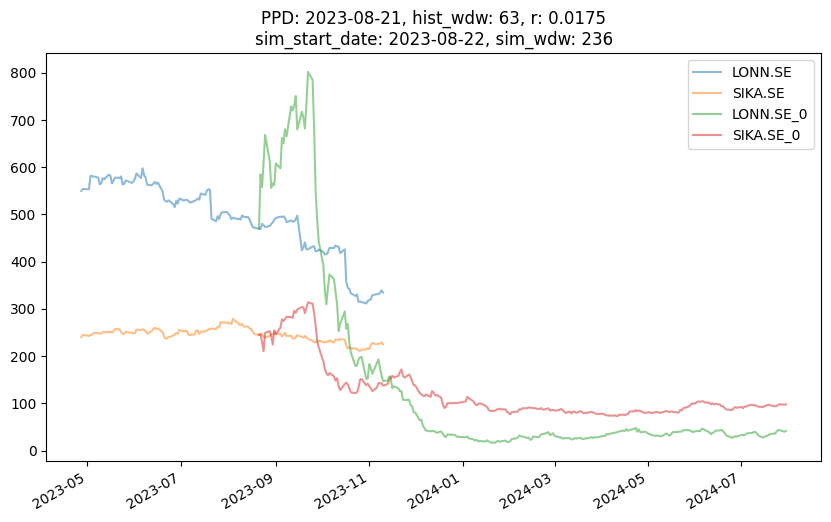 PPD: 2023-08-21, hist_wdw: 63, r: 0.0175
sim_start_date: 2023-08-22, sim_wdw: 236
LONN.SE
SIKA.SE
LONN.SE_0
SIKA.SE_0
800
700
600
500
400
300
200
100
0
2023-05
2023-07
2023-09
2023-11
2024-01
2024-03
2024-05
2024-07